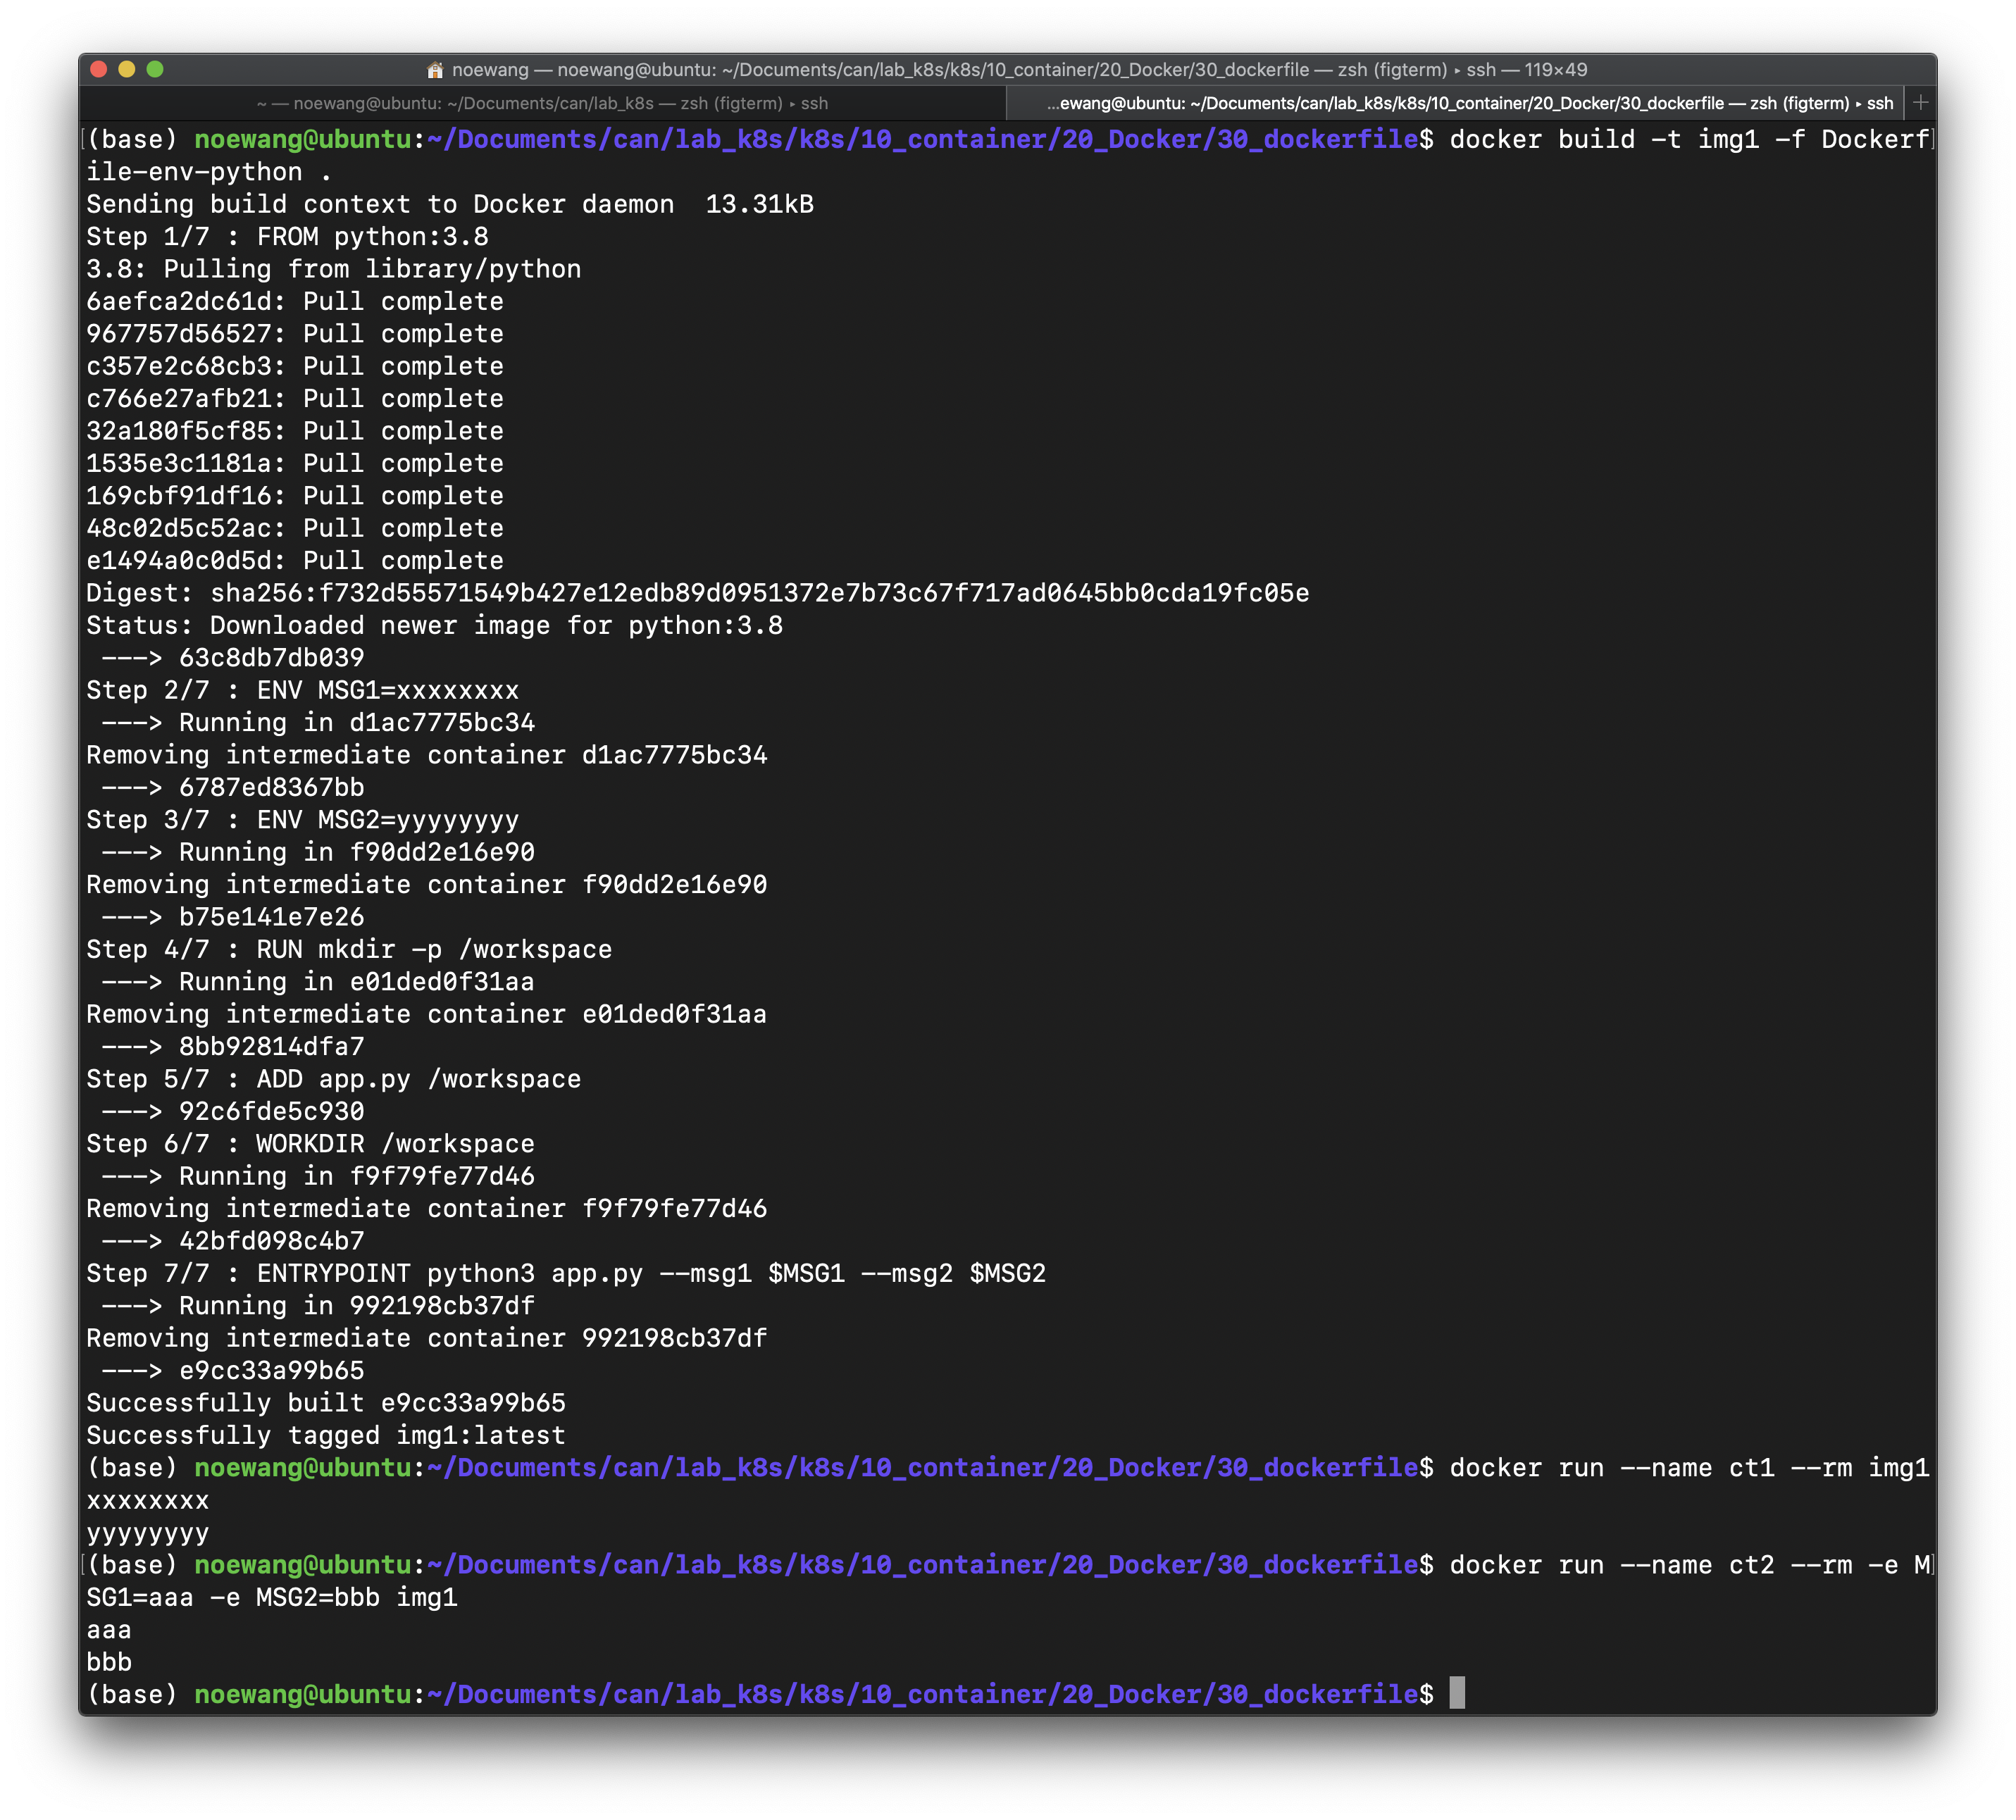 noewang — noewang@ubuntu: ~/Documents/can/lab_k8s/k8s/10_container/20_Docker/30_dockerfile — zsh (figterm) ▸ ssh — 119×49
~ — noewang@ubuntu: ~/Documents/can/lab_k8s — zsh (figterm) ▸ ssh
...ewang@ubuntu: ~/Documents/can/lab_k8s/k8s/10_container/20_Docker/30_dockerfile — zsh (figterm) ▸ ssh
(base) noewang@ubuntu:~/Documents/can/lab_k8s/k8s/10_container/20_Docker/30_dockerfile$ docker build -t img1 -f Dockerf
ile-env-python .
Sending build context to Docker daemon  13.31kB
Step 1/7 : FROM python:3.8
3.8: Pulling from library/python
6aefca2dc61d: Pull complete
967757d56527: Pull complete
c357e2c68cb3: Pull complete
c766e27afb21: Pull complete
32a180f5cf85: Pull complete
1535e3c1181a: Pull complete
169cbf91df16: Pull complete
48c02d5c52ac: Pull complete
e1494a0c0d5d: Pull complete
Digest: sha256:f732d55571549b427e12edb89d0951372e7b73c67f717ad0645bb0cda19fc05e
Status: Downloaded newer image for python:3.8
 ---> 63c8db7db039
Step 2/7 : ENV MSG1=xxxxxxxx
 ---> Running in d1ac7775bc34
Removing intermediate container d1ac7775bc34
 ---> 6787ed8367bb
Step 3/7 : ENV MSG2=yyyyyyyy
 ---> Running in f90dd2e16e90
Removing intermediate container f90dd2e16e90
 ---> b75e141e7e26
Step 4/7 : RUN mkdir -p /workspace
 ---> Running in e01ded0f31aa
Removing intermediate container e01ded0f31aa
 ---> 8bb92814dfa7
Step 5/7 : ADD app.py /workspace
 ---> 92c6fde5c930
Step 6/7 : WORKDIR /workspace
 ---> Running in f9f79fe77d46
Removing intermediate container f9f79fe77d46
 ---> 42bfd098c4b7
Step 7/7 : ENTRYPOINT python3 app.py --msg1 $MSG1 --msg2 $MSG2
 ---> Running in 992198cb37df
Removing intermediate container 992198cb37df
 ---> e9cc33a99b65
Successfully built e9cc33a99b65
Successfully tagged img1:latest
(base) noewang@ubuntu:~/Documents/can/lab_k8s/k8s/10_container/20_Docker/30_dockerfile$ docker run --name ct1 --rm img1
xxxxxxxx
yyyyyyyy
(base) noewang@ubuntu:~/Documents/can/lab_k8s/k8s/10_container/20_Docker/30_dockerfile$ docker run --name ct2 --rm -e M
SG1=aaa -e MSG2=bbb img1
aaa
bbb
(base) noewang@ubuntu:~/Documents/can/lab_k8s/k8s/10_container/20_Docker/30_dockerfile$